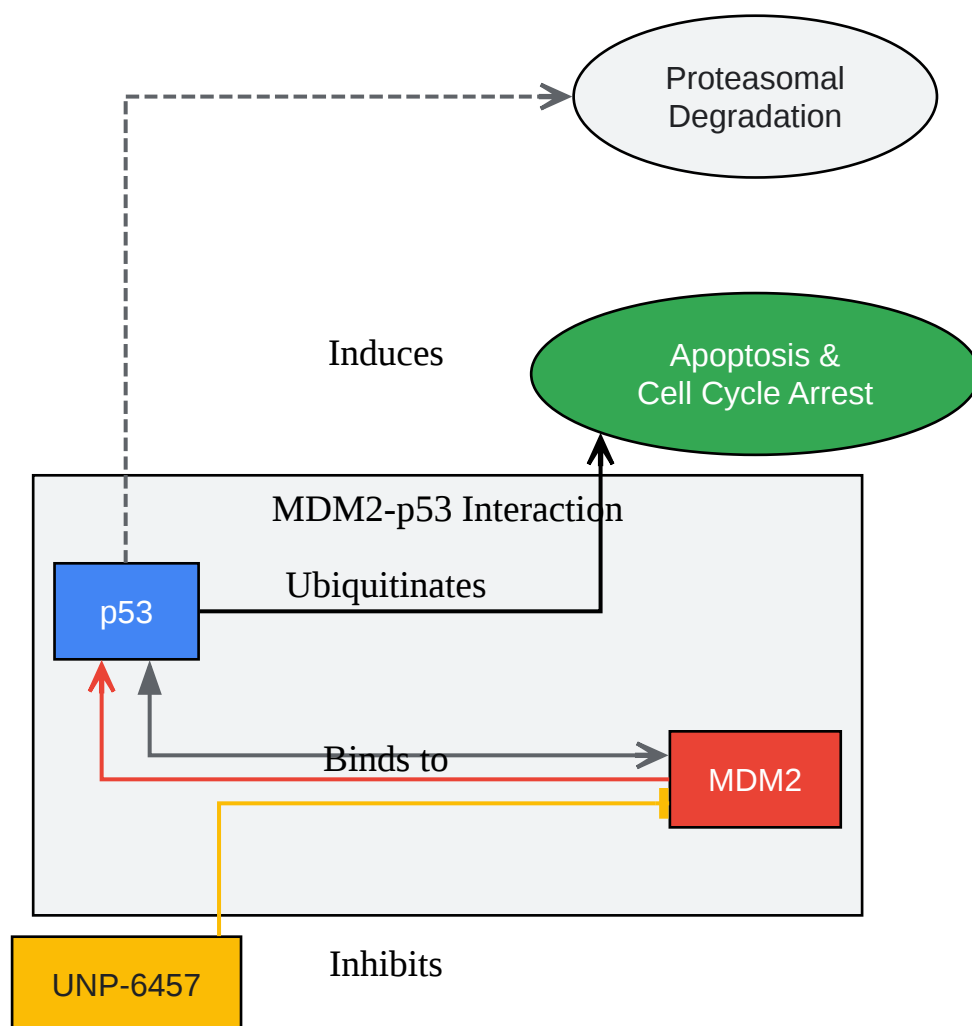 Proteasomal
Degradation
Induces
Apoptosis &
Cell Cycle Arrest
MDM2-p53 Interaction
Ubiquitinates
p53
Binds to
MDM2
Inhibits
UNP-6457